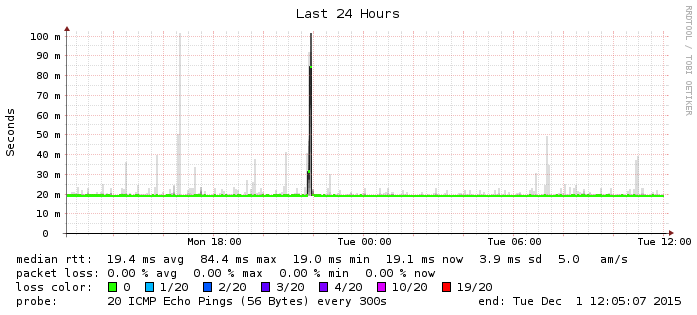 Last 24 Hours
RRDTOOL / TOBI OETIKER
Seconds
100 m
90 m
80 m
70 m
60 m
50 m
40 m
30 m
20 m
10 m
0
Mon 18:00 Tue 00:00 Tue 06:00 Tue 12:00
median rtt: 19.4 ms avg 84.4 ms max 19.0 ms min 19.1 ms now 3.9 ms sd 5.0 am/s
packet loss: 0.00 % avg 0.00 % max 0.00 % min 0.00 % now
loss color: 0 1/20 2/20 3/20 4/20 10/20 19/20
probe: 20 ICMP Echo Pings (56 Bytes) every 300s end: Tue Dec 1 12:05:07 2015